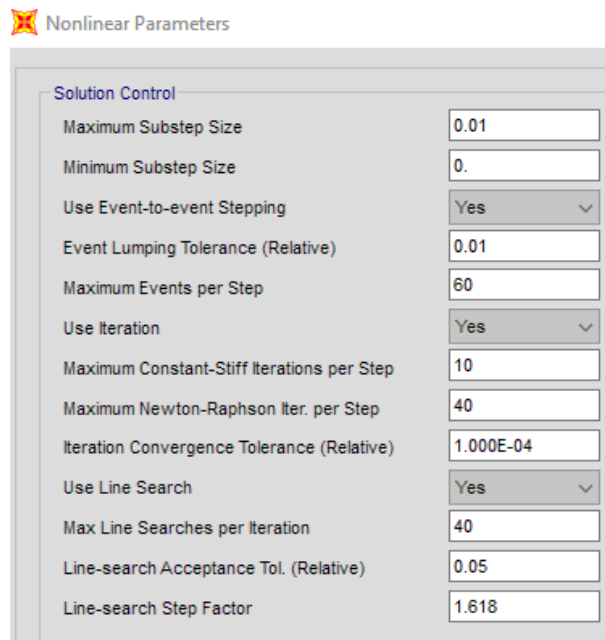 Nonlinear Parameters
Solution Control
Maximum Substep Size 0.01
Minimum Substep Size 0.
Use Event-to-event Stepping Yes
Event Lumping Tolerance (Relative) 0.01
Maximum Events per Step 60
Use Iteration Yes
Maximum Constant-Stiff Iterations per Step 10
Maximum Newton-Raphson Iter. per Step 40
Iteration Convergence Tolerance (Relative) 1.000E-04
Use Line Search Yes
Max Line Searches per Iteration 40
Line-search Acceptance Tol. (Relative) 0.05
Line-search Step Factor 1.618